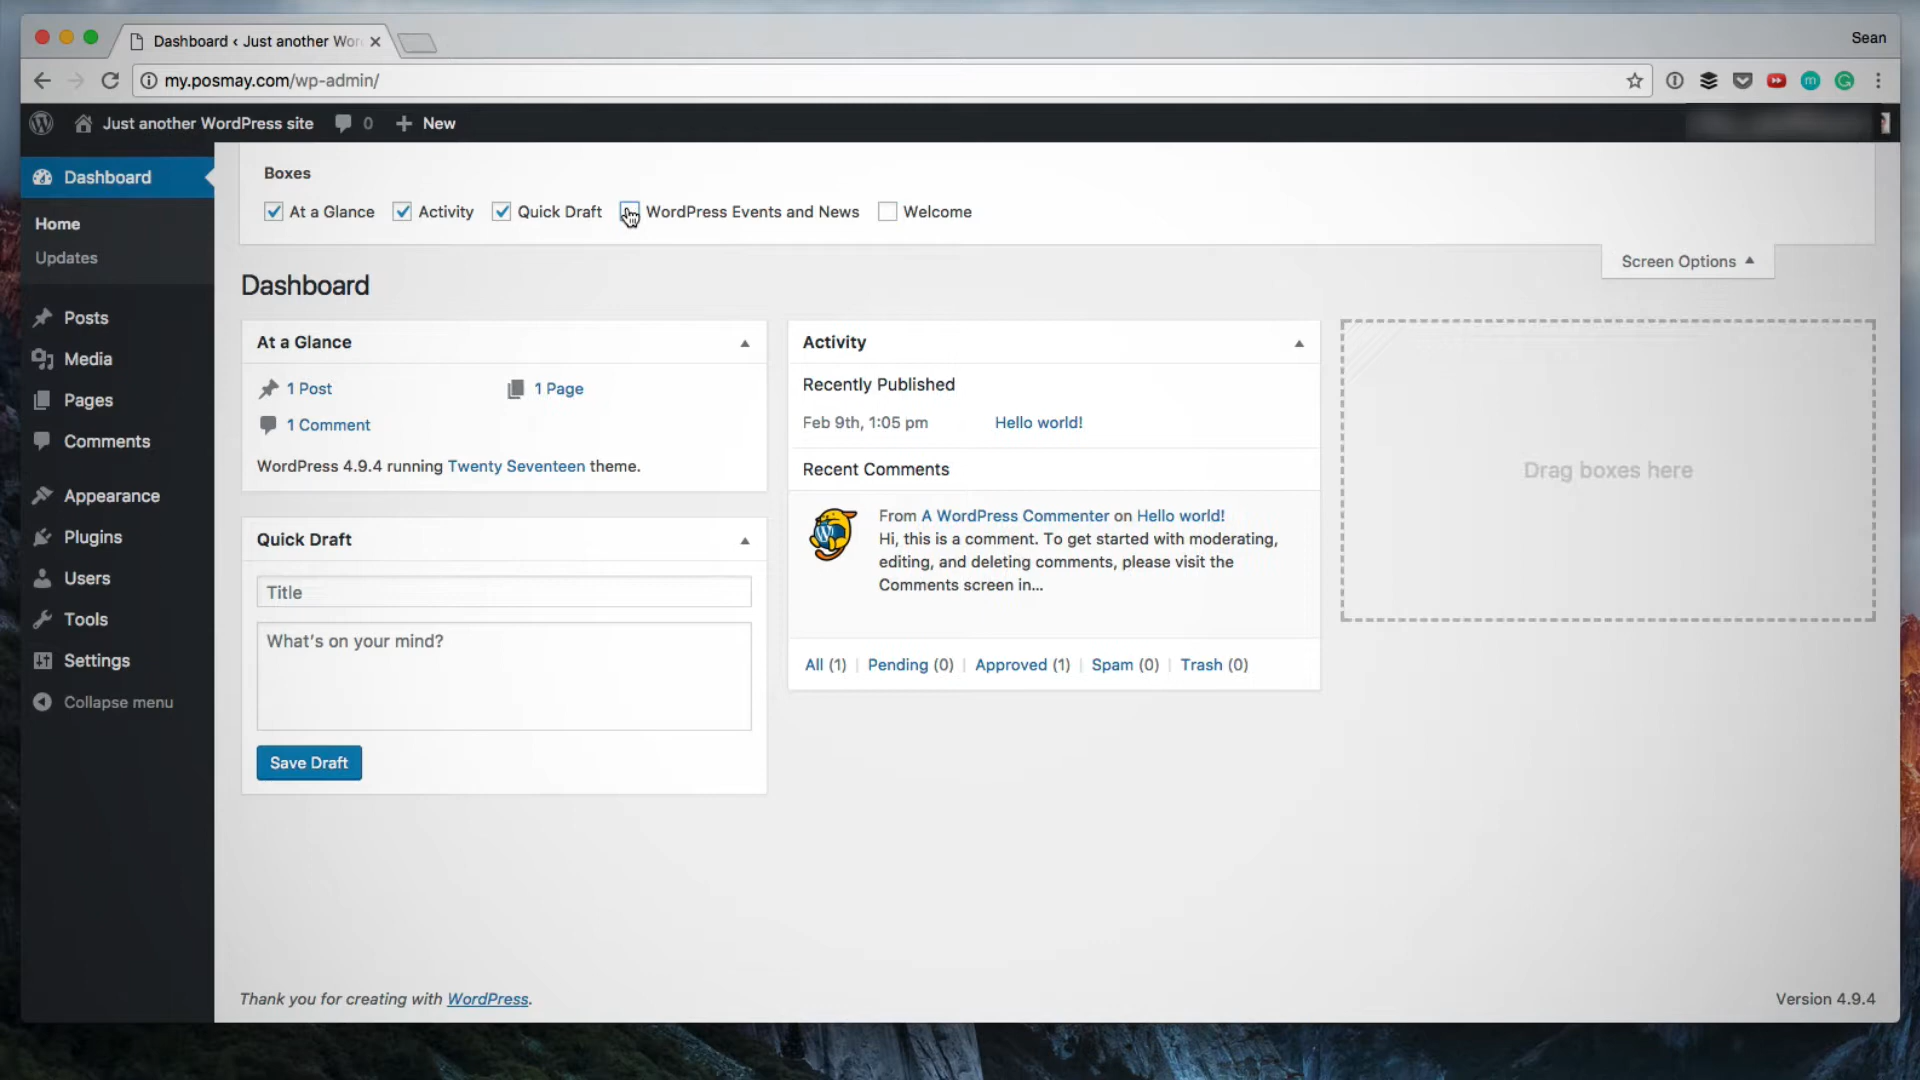 Dashboard ‹ Just another Wor
Sean
my.posmay.com/wp-admin/
Just another WordPress site
0
New
Dashboard
Home
Updates
Posts
Media
Pages
Comments
Appearance
Plugins
Users
Tools
Settings
Collapse menu
Boxes
At a Glance Activity Quick Draft WordPress Events and News Welcome
Screen Options
Dashboard
At a Glance
1 Post 1 Page
1 Comment
WordPress 4.9.4 running Twenty Seventeen theme.
Quick Draft
Title
What's on your mind?
Save Draft
Activity
Recently Published
Feb 9th, 1:05 pm Hello world!
Recent Comments
From A WordPress Commenter on Hello world!
Hi, this is a comment. To get started with moderating,
editing, and deleting comments, please visit the
Comments screen in...
All (1) | Pending (0) | Approved (1) | Spam (0) | Trash (0)
Drag boxes here
Thank you for creating with WordPress.
Version 4.9.4